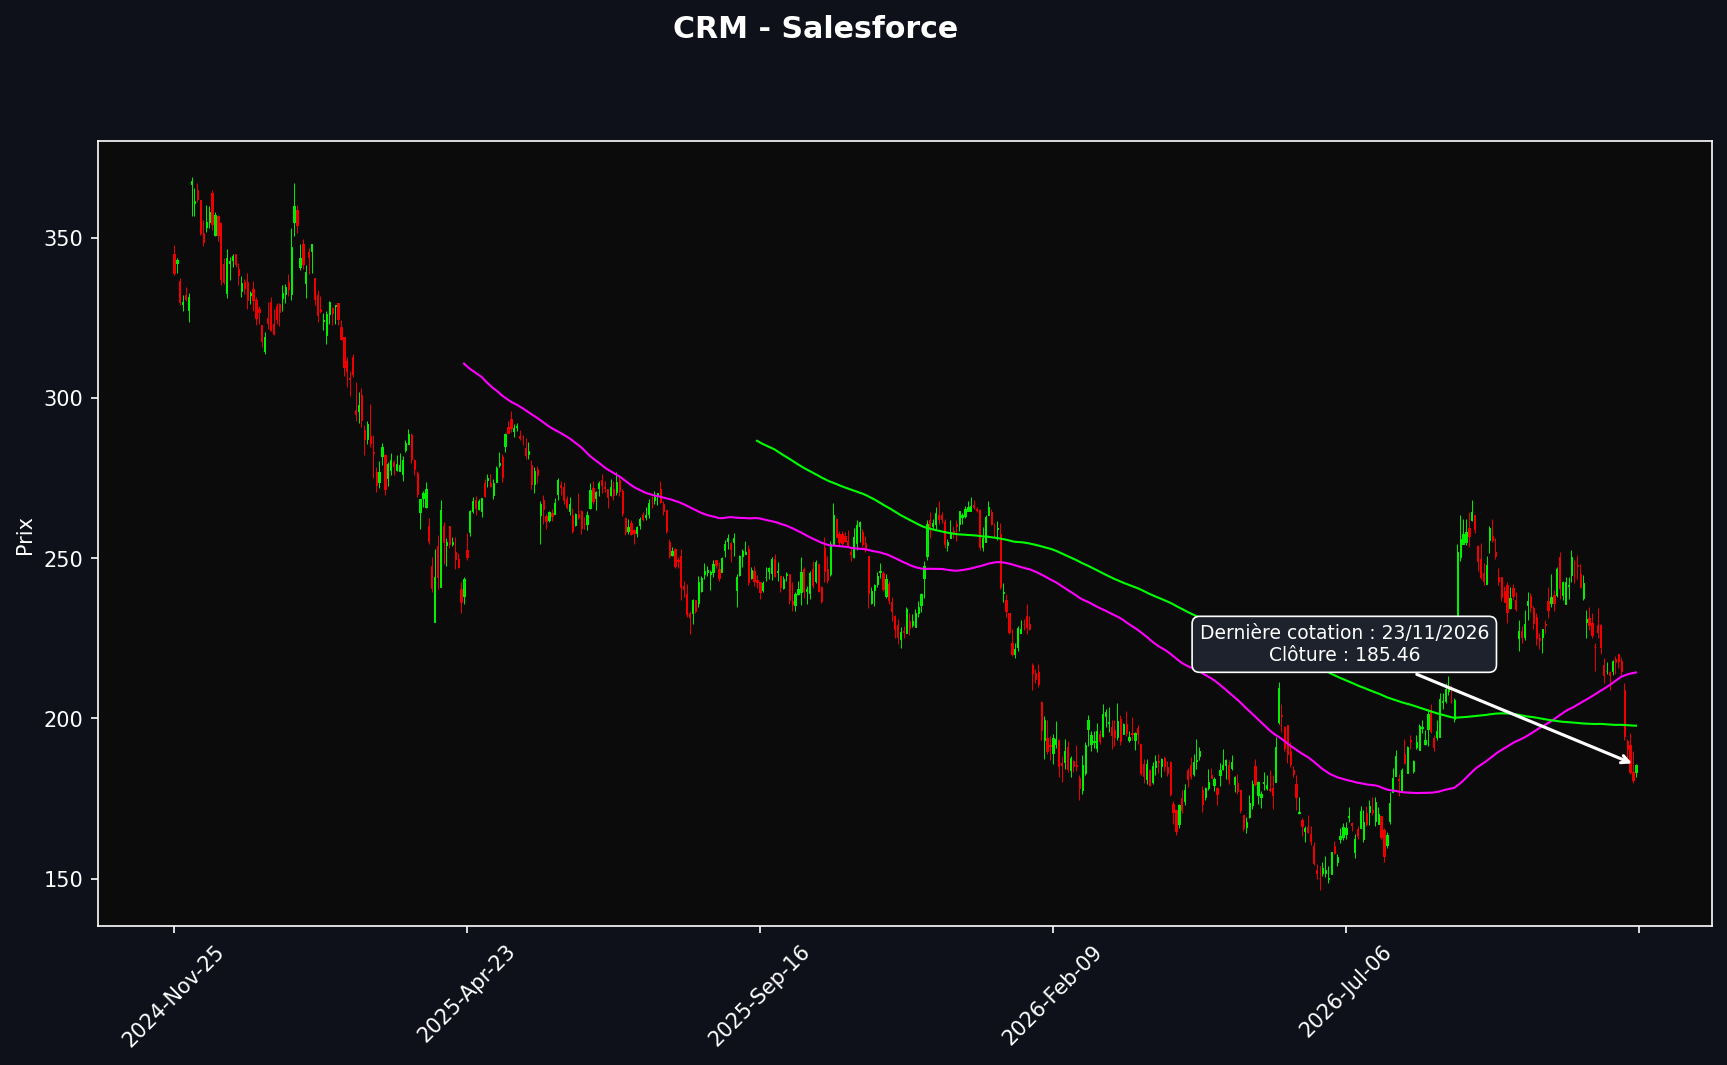 CRM - Salesforce
Prix
350
300
250
200
150
Dernière cotation : 23/11/2026
Clôture : 185.46
2024-Nov-25
2025-Apr-23
2025-Sep-16
2026-Feb-09
2026-Jul-06